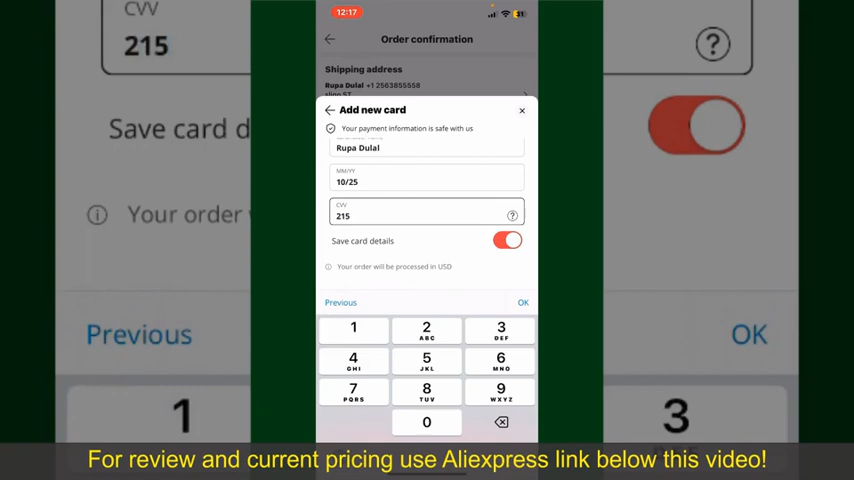 CVV
215
?
Save card d
Your order
Previous
OK
1
3
12:17
Order confirmation
Shipping address
Rupa Dulal +1 2563855558
sligo ST
Add new card
Your payment information is safe with us
Rupa Dulal
MM/YY
10/25
CVV
215
?
Save card details
Your order will be processed in USD
Previous
OK
1
2
ABC
3
DEF
4
GHI
5
JKL
6
MNO
7
PQRS
8
TUV
9
WXYZ
0
For review and current pricing use Aliexpress link below this video!